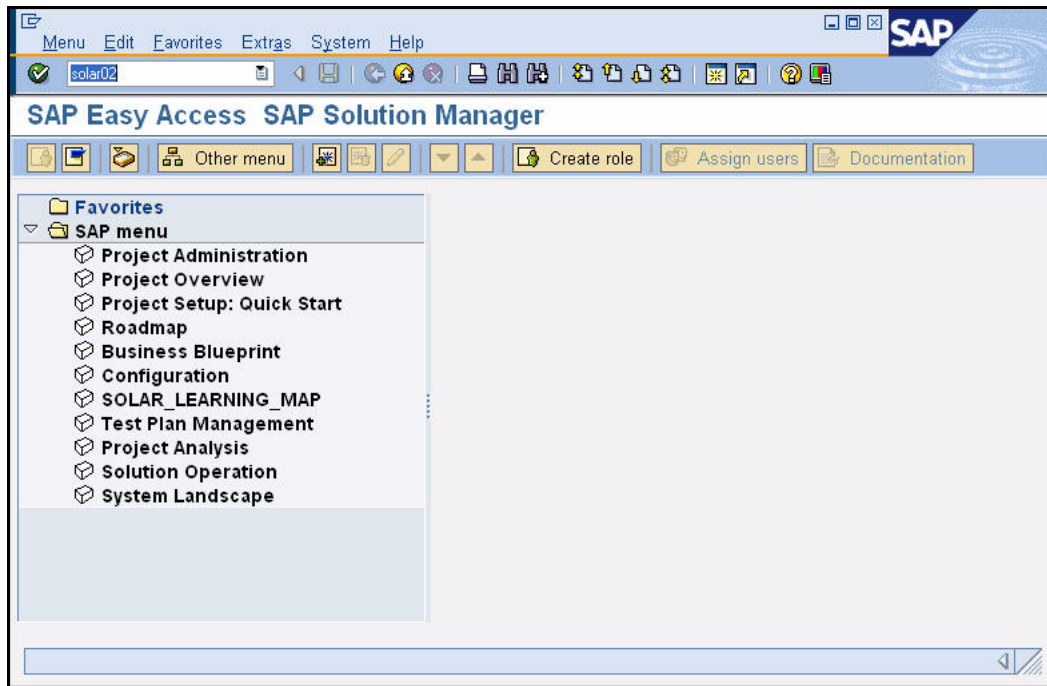 Menu Edit Favorites Extras System Help
SAP
solar02
SAP Easy Access SAP Solution Manager
Other menu Create role Assign users Documentation
Favorites
SAP menu
Project Administration
Project Overview
Project Setup: Quick Start
Roadmap
Business Blueprint
Configuration
SOLAR_LEARNING_MAP
Test Plan Management
Project Analysis
Solution Operation
System Landscape